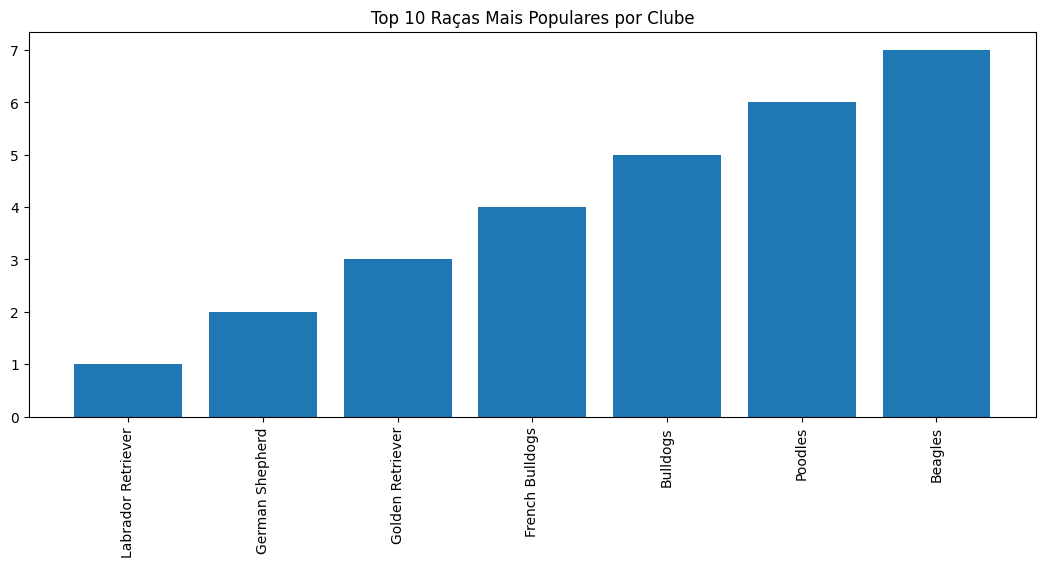 Top 10 Raças Mais Populares por Clube
7
6
5
4
3
2
1
0
Labrador Retriever
German Shepherd
Golden Retriever
French Bulldogs
Bulldogs
Poodles
Beagles